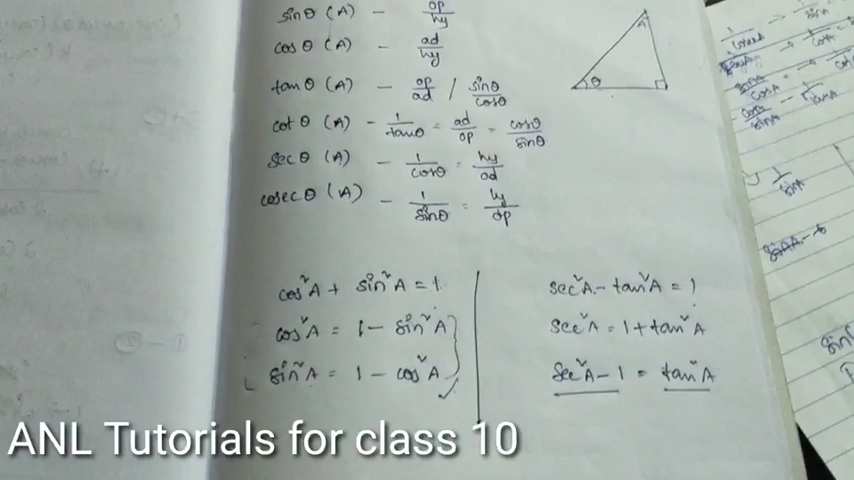 sinθ (A) - op/hy
cosθ (A) - ad/hy
tanθ (A) - op/ad / sinθ/cosθ
cot θ (A) - 1/tanθ = ad/op = cosθ/sinθ
secθ (A) - 1/cosθ = hy/ad
cosecθ (A) - 1/sinθ = hy/op
A
θ
cos²A + sin²A = 1
cos²A = 1 - sin²A
sin²A = 1 - cos²A
sec²A - tan²A = 1
sec²A = 1 + tan²A
sec²A - 1 = tan²A
ANL Tutorials for class 10